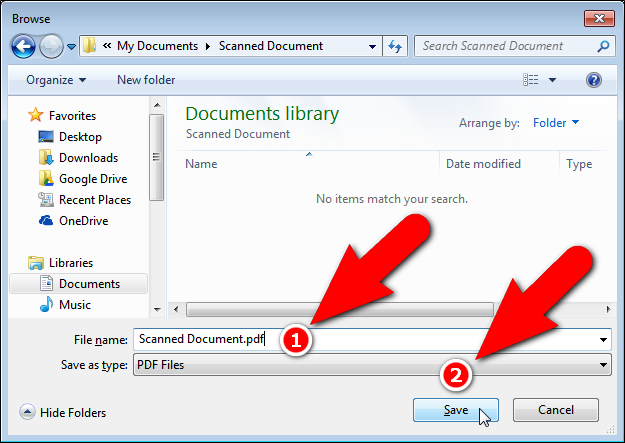 Browse
« My Documents Scanned Document
Search Scanned Document
Organize
New folder
?
Favorites
Desktop
Downloads
Google Drive
Recent Places
OneDrive
Libraries
Documents
Music
Documents library
Scanned Document
Arrange by: Folder
Name
Date modified
Type
No items match your search.
File name: Scanned Document.pdf
1
Save as type: PDF Files
2
Hide Folders
Save
Cancel